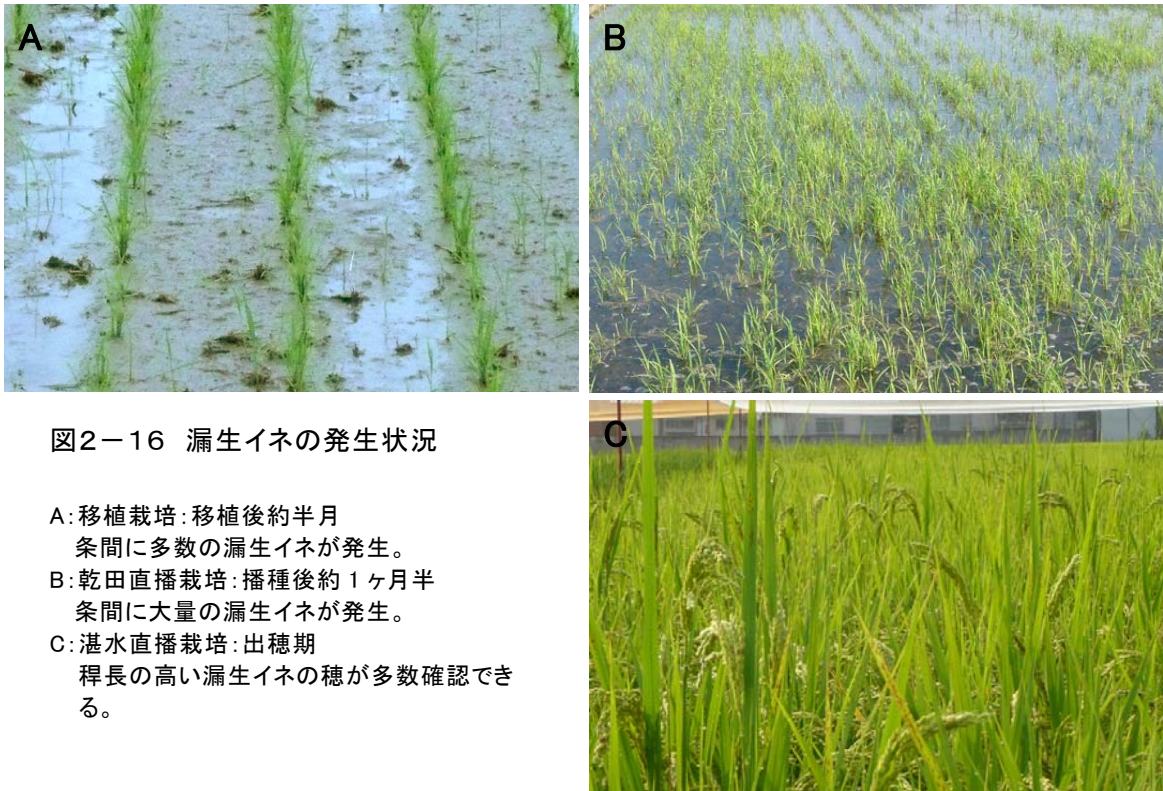 A
B
図2-16 漏生イネの発生状況
A:移植栽培:移植後約半月
条間に多数の漏生イネが発生。
B:乾田直播栽培:播種後約1ヶ月半
条間に大量の漏生イネが発生。
C:湛水直播栽培:出穂期
稈長の高い漏生イネの穂が多数確認でき
る。
C